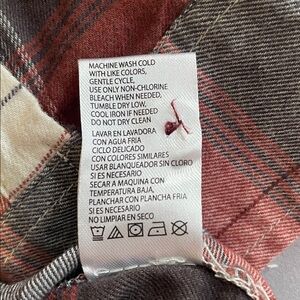 MACHINE WASH COLD
WITH LIKE COLORS,
GENTLE CYCLE,
USE ONLY NON-CHLORINE
BLEACH WHEN NEEDED,
TUMBLE DRY LOW,
COOL IRON IF NEEDED
DO NOT DRY CLEAN
LAVAR EN LAVADORA
CON AGUA FRIA
CICLO DELICADO
CON COLORES SIMILARES
USAR BLANQUEADOR SIN CLORO
SI ES NECESARIO
SECAR A MAQUINA CON
TEMPERATURA BAJA,
PLANCHAR CON PLANCHA FRIA
SI ES NECESARIO
NO LIMPIAR EN SECO